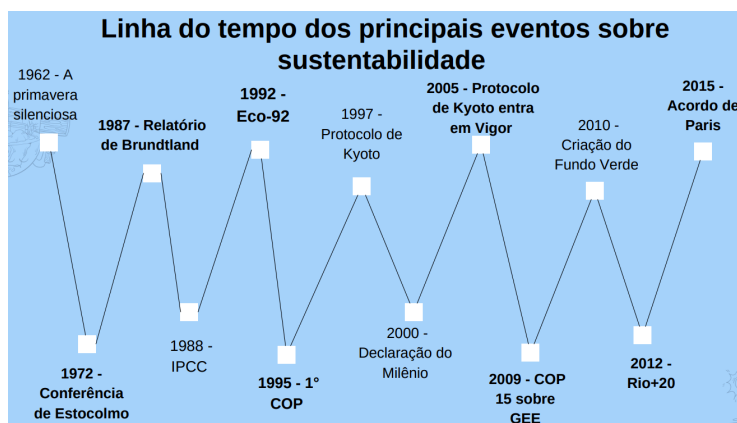 Linha do tempo dos principais eventos sobre
sustentabilidade
1962 - A
primavera
silenciosa
1972 -
Conferência
de Estocolmo
1987 - Relatório
de Brundtland
1988 -
IPCC
1992 -
Eco-92
1995 - 1°
COP
1997 -
Protocolo de
Kyoto
2000 -
Declaração do
Milênio
2005 - Protocolo
de Kyoto entra
em Vigor
2009 - COP
15 sobre
GEE
2010 -
Criação do
Fundo Verde
2012 -
Rio+20
2015 -
Acordo de
Paris